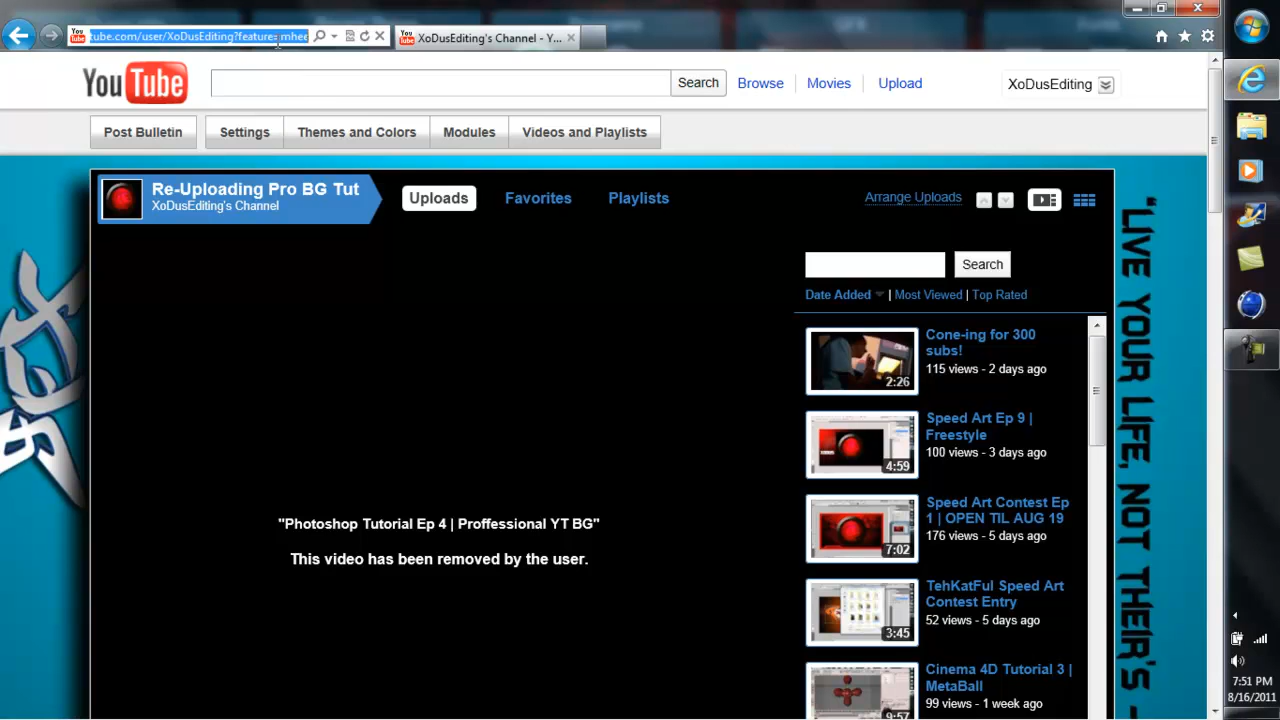 tube.com/user/XoDusEditing?feature=mhee
XoDusEditing's Channel - Y...
YouTube
Search
Browse
Movies
Upload
XoDusEditing
Post Bulletin
Settings
Themes and Colors
Modules
Videos and Playlists
Re-Uploading Pro BG Tut
XoDusEditing's Channel
Uploads
Favorites
Playlists
Arrange Uploads
Search
Date Added | Most Viewed | Top Rated
Cone-ing for 300
subs!
115 views - 2 days ago
2:26
Speed Art Ep 9 |
Freestyle
100 views - 3 days ago
4:59
Speed Art Contest Ep
1 | OPEN TIL AUG 19
176 views - 5 days ago
7:02
TehKatFul Speed Art
Contest Entry
52 views - 5 days ago
3:45
Cinema 4D Tutorial 3 |
MetaBall
99 views - 1 week ago
9:57
"Photoshop Tutorial Ep 4 | Proffessional YT BG"
This video has been removed by the user.
"LIVE YOUR LIFE, NOT THEIR'S -
7:51 PM
8/16/2011